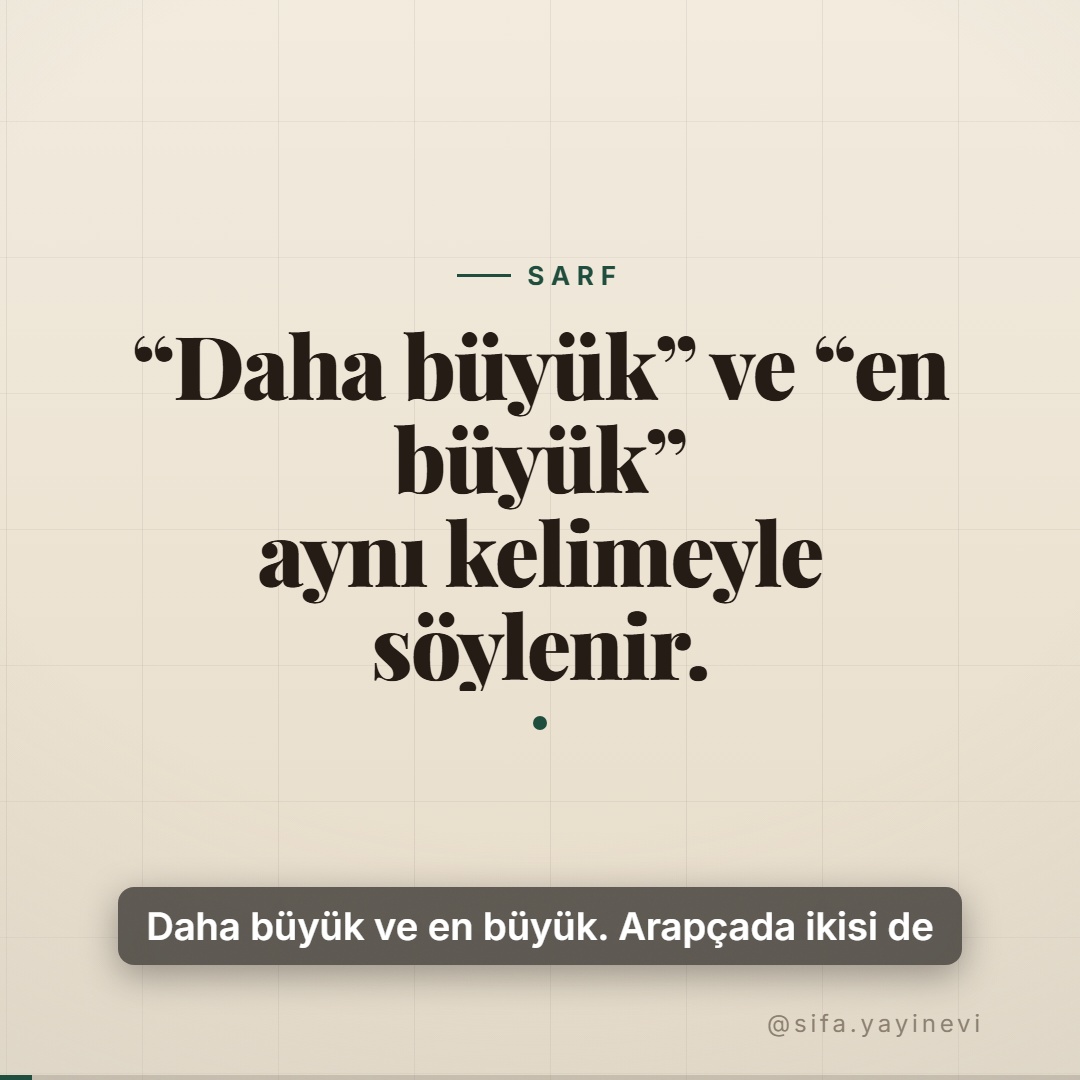 SARF
“Daha büyük” ve “en
büyük”
aynı kelimeyle
söylenir.
Daha büyük ve en büyük. Arapçada ikisi de
@sifa.yayinevi